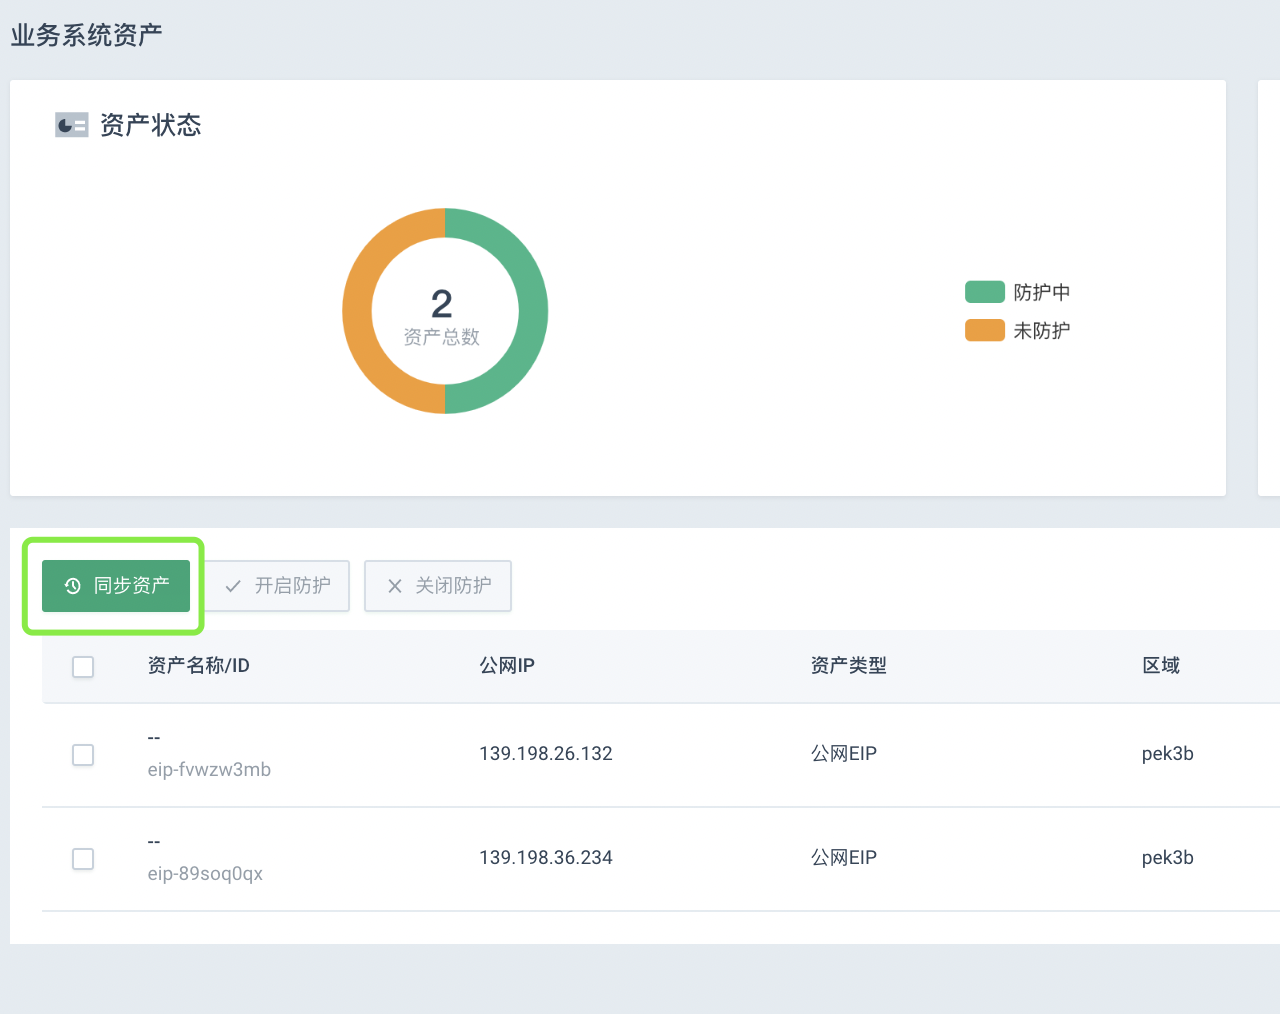 业务系统资产
资产状态
2
资产总数
防护中
未防护
同步资产 开启防护 关闭防护
资产名称/ID 公网IP 资产类型 区域
--
eip-fvwzw3mb 139.198.26.132 公网EIP pek3b
--
eip-89soq0qx 139.198.36.234 公网EIP pek3b